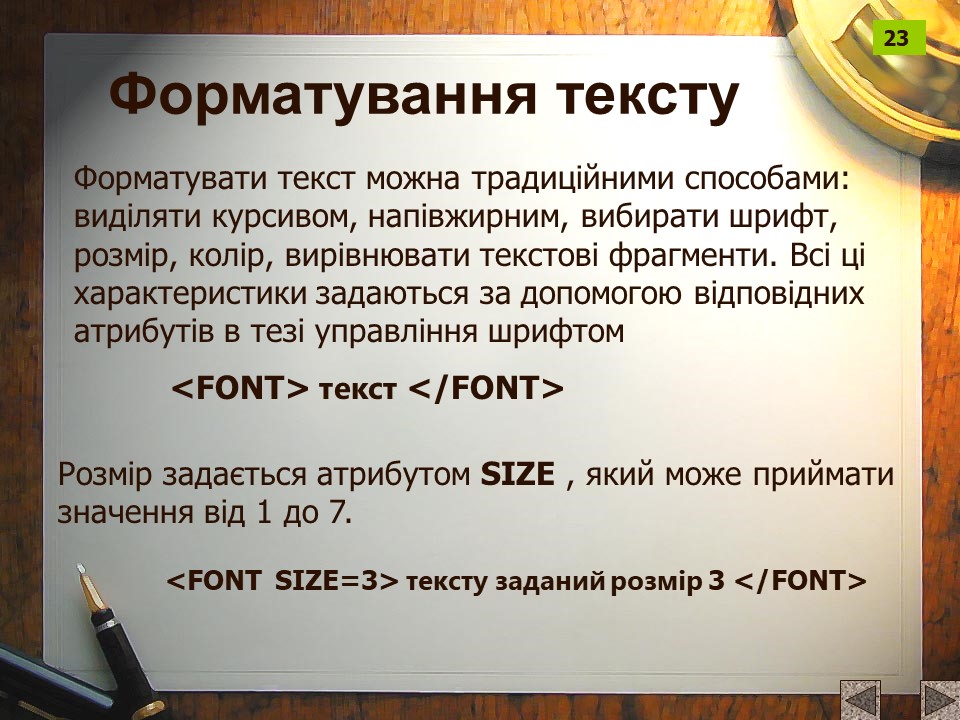 23
Форматування тексту
Форматувати текст можна традиційними способами:
виділяти курсивом, напівжирним, вибирати шрифт,
розмір, колір, вирівнювати текстові фрагменти. Всі ці
характеристики задаються за допомогою відповідних
атрибутів в тезі управління шрифтом
<FONT> текст </FONT>
Розмір задається атрибутом SIZE , який може приймати
значення від 1 до 7.
<FONT SIZE=3> тексту заданий розмір 3 </FONT>